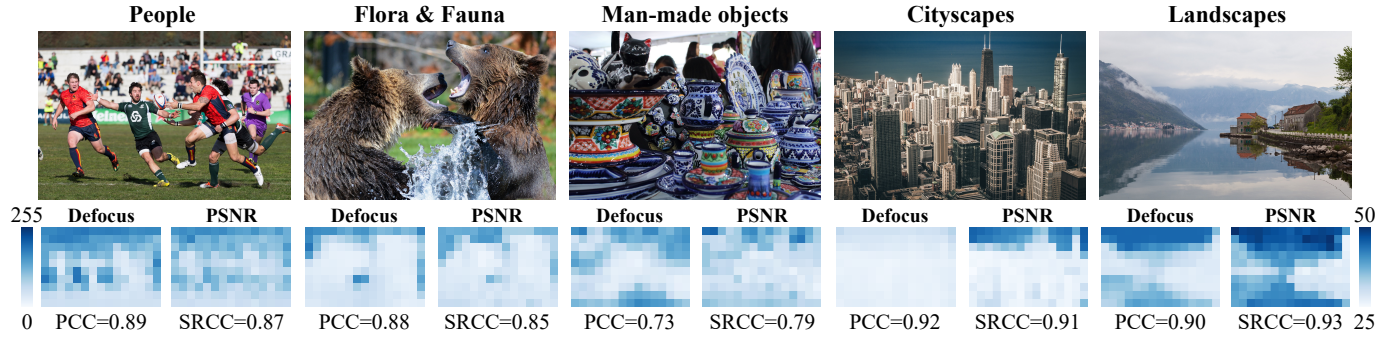 People Flora & Fauna Man-made objects Cityscapes Landscapes
GRA
Heineken
255 Defocus PSNR Defocus PSNR Defocus PSNR Defocus PSNR Defocus PSNR 50
0 PCC=0.89 SRCC=0.87 PCC=0.88 SRCC=0.85 PCC=0.73 SRCC=0.79 PCC=0.92 SRCC=0.91 PCC=0.90 SRCC=0.93 25